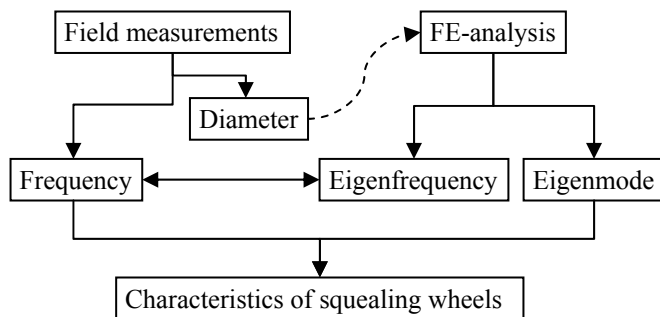 Field measurements
FE-analysis
Diameter
Frequency
Eigenfrequency
Eigenmode
Characteristics of squealing wheels